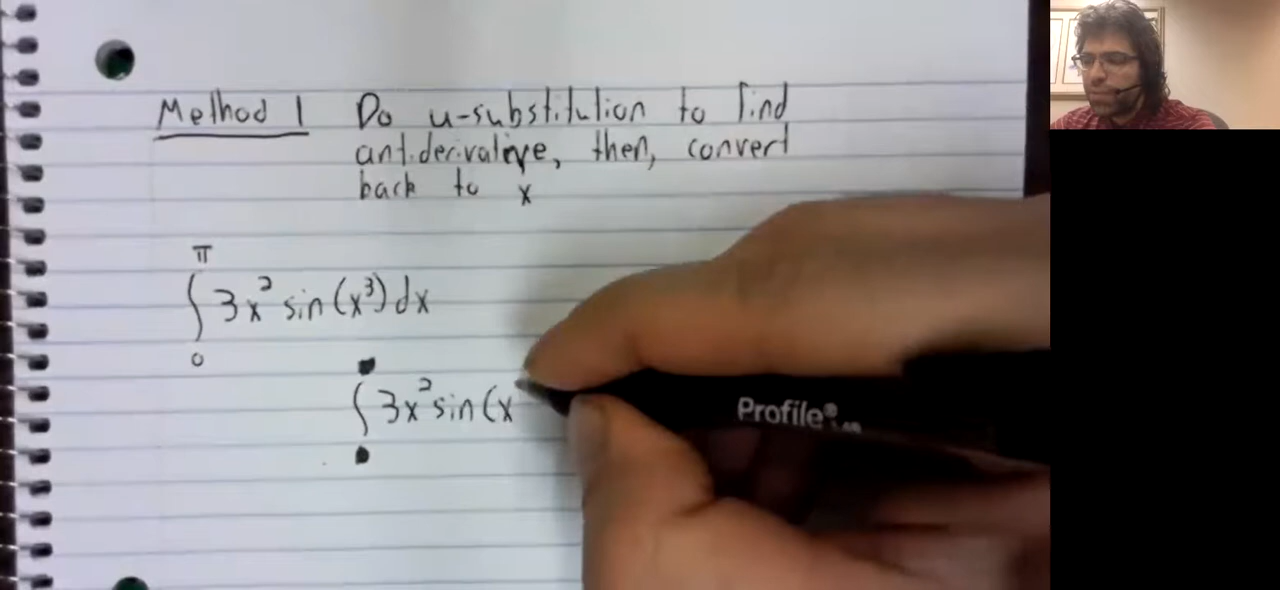 Method 1 Do u-substitution to find
antiderivative, then, convert
back to x
π
∫ 3x² sin(x³) dx
0
∫ 3x² sin(x
Profile®